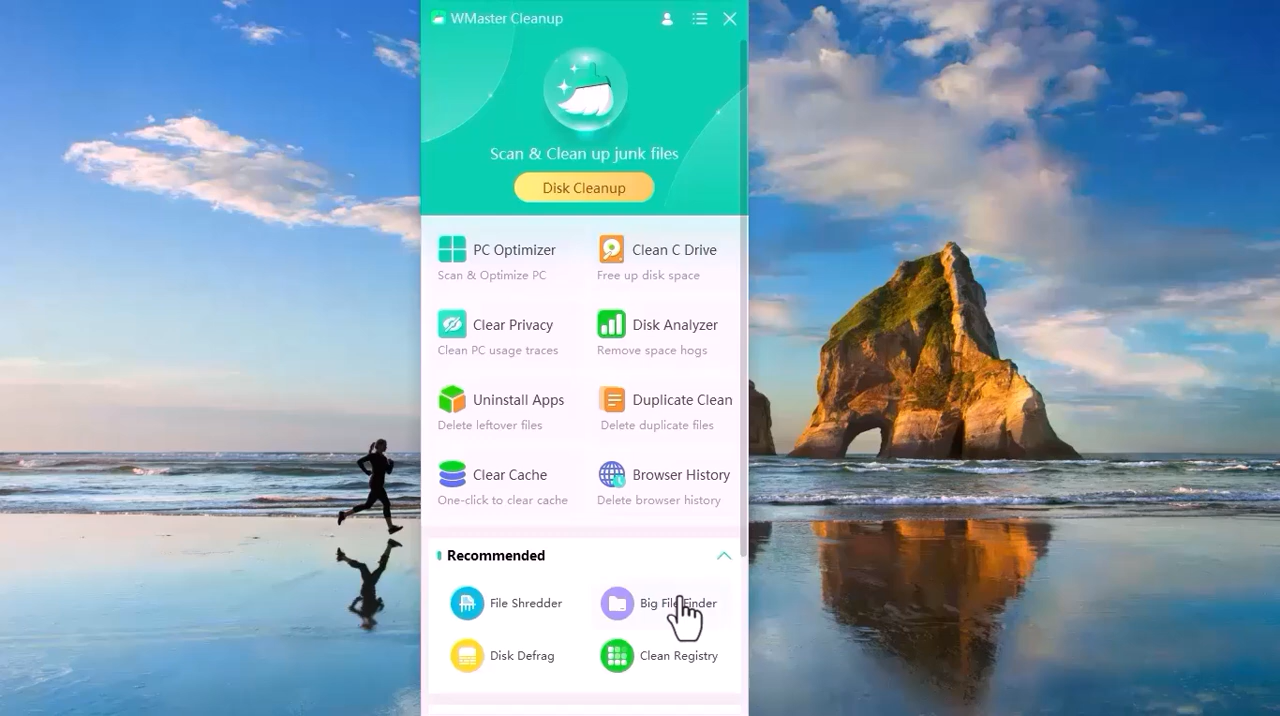 WMaster Cleanup
Scan & Clean up junk files
Disk Cleanup
PC Optimizer
Scan & Optimize PC
Clean C Drive
Free up disk space
Clear Privacy
Clean PC usage traces
Disk Analyzer
Remove space hogs
Uninstall Apps
Delete leftover files
Duplicate Clean
Delete duplicate files
Clear Cache
One-click to clear cache
Browser History
Delete browser history
Recommended
File Shredder
Big File Finder
Disk Defrag
Clean Registry